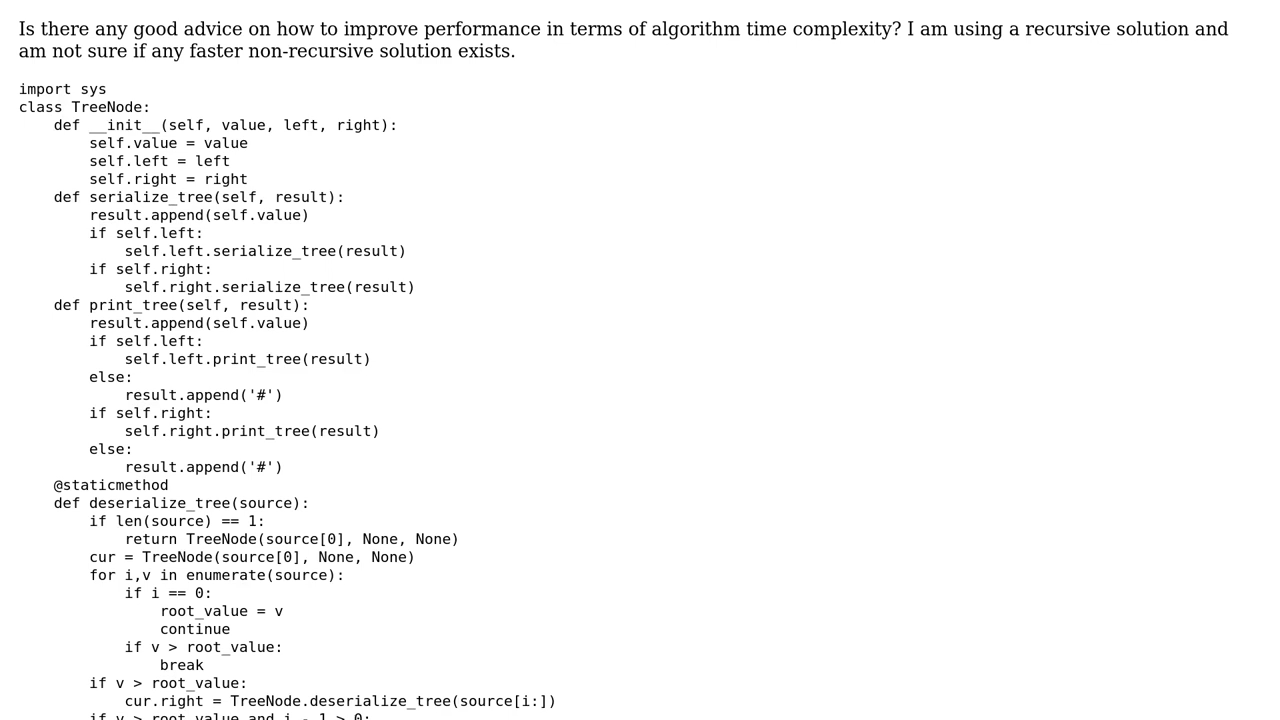 Is there any good advice on how to improve performance in terms of algorithm time complexity? I am using a recursive solution and
am not sure if any faster non-recursive solution exists.
import sys
class TreeNode:
    def __init__(self, value, left, right):
        self.value = value
        self.left = left
        self.right = right
    def serialize_tree(self, result):
        result.append(self.value)
        if self.left:
            self.left.serialize_tree(result)
        if self.right:
            self.right.serialize_tree(result)
    def print_tree(self, result):
        result.append(self.value)
        if self.left:
            self.left.print_tree(result)
        else:
            result.append('#')
        if self.right:
            self.right.print_tree(result)
        else:
            result.append('#')
    @staticmethod
    def deserialize_tree(source):
        if len(source) == 1:
            return TreeNode(source[0], None, None)
        cur = TreeNode(source[0], None, None)
        for i,v in enumerate(source):
            if i == 0:
                root_value = v
                continue
            if v > root_value:
                break
        if v > root_value:
            cur.right = TreeNode.deserialize_tree(source[i:])
        if v > root_value and i - 1 > 0: